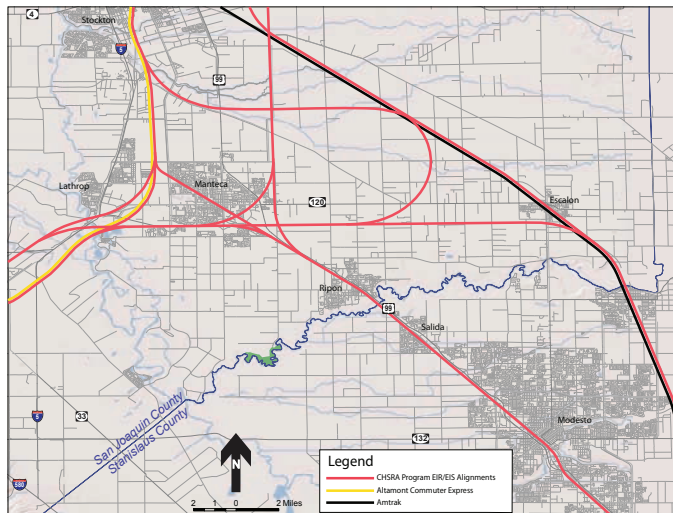 4
Stockton
5
99
Lathrop
Manteca
120
Escalon
Ripon
99
Salida
San Joaquin County
Stanislaus County
5
33
Modesto
132
580
N
2 1 0 2 Miles
Legend
CHSRA Program EIR/EIS Alignments
Altamont Commuter Express
Amtrak